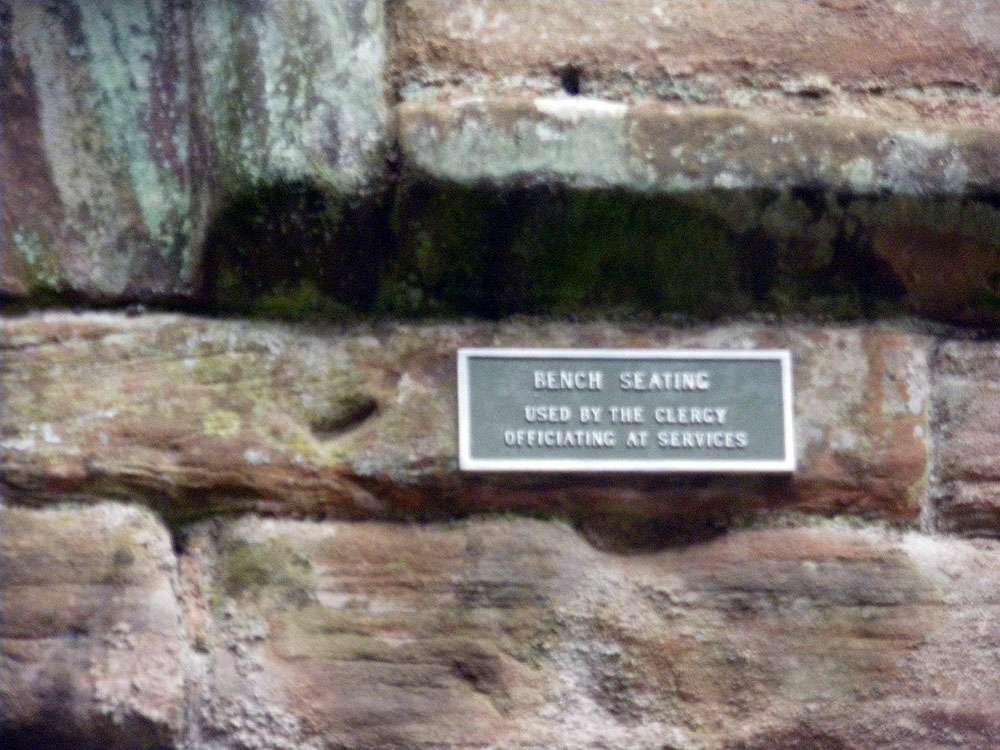 BENCH SEATING
USED BY THE CLERGY
OFFICIATING AT SERVICES